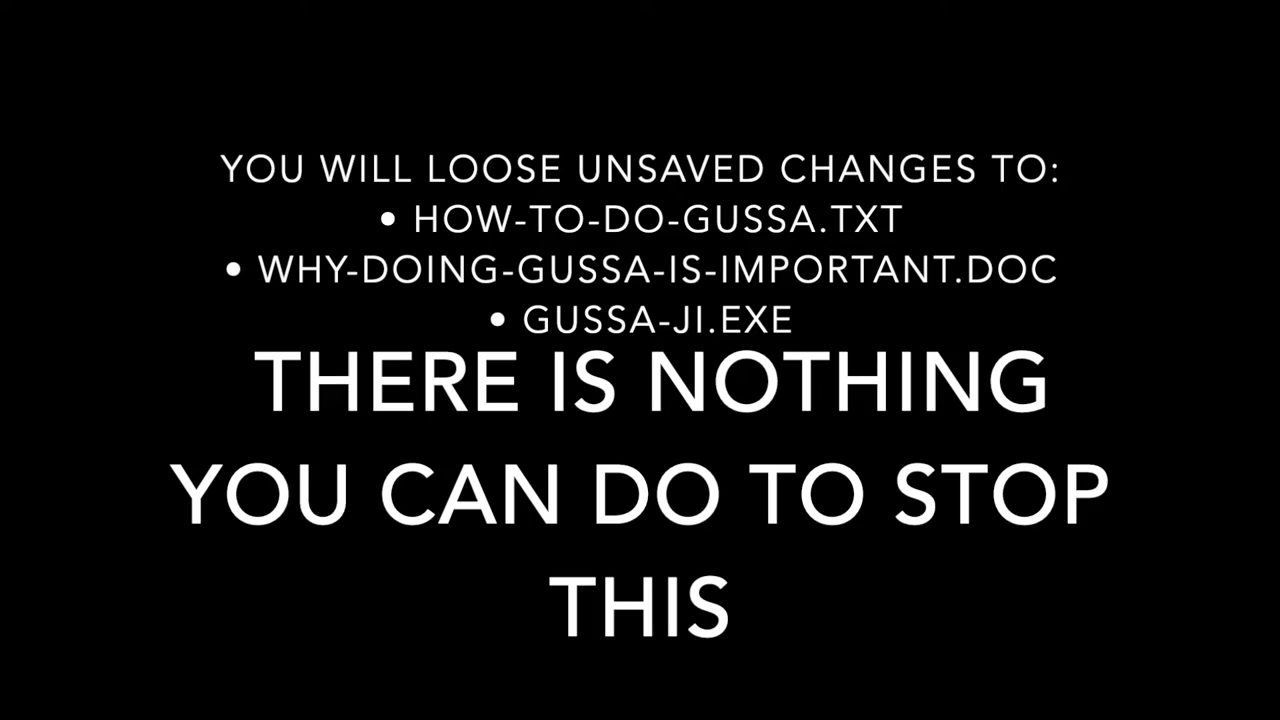 YOU WILL LOOSE UNSAVED CHANGES TO:
• HOW-TO-DO-GUSSA.TXT
• WHY-DOING-GUSSA-IS-IMPORTANT.DOC
• GUSSA-JI.EXE
THERE IS NOTHING
YOU CAN DO TO STOP
THIS